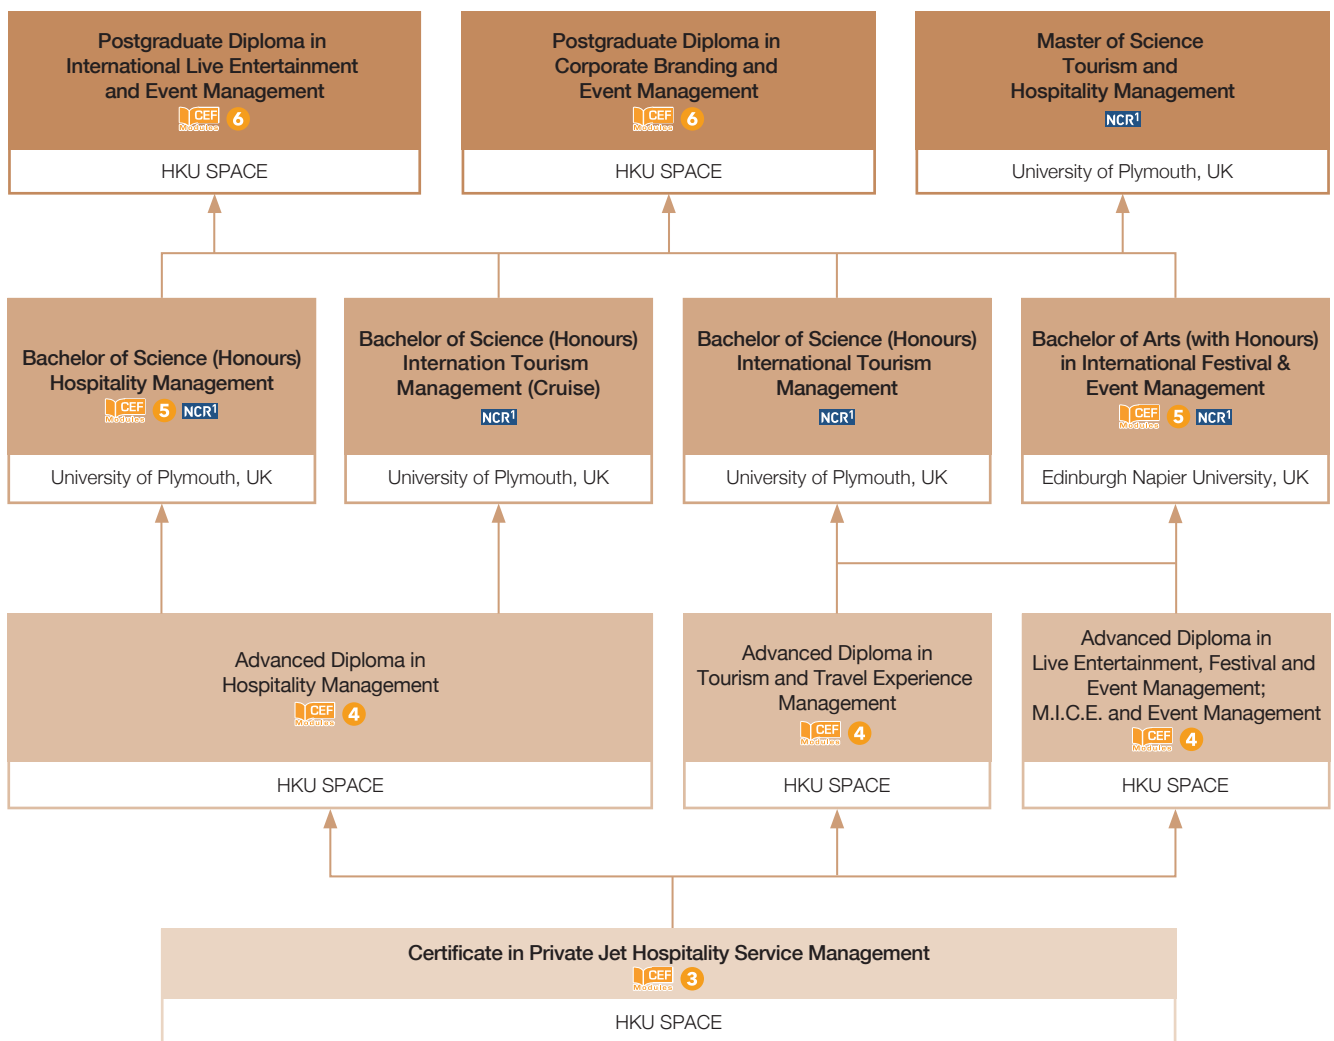 Postgraduate Diploma in
International Live Entertainment
and Event Management
CEF
Modules
6
HKU SPACE
Postgraduate Diploma in
Corporate Branding and
Event Management
CEF
Modules
6
HKU SPACE
Master of Science
Tourism and
Hospitality Management
NCR¹
University of Plymouth, UK
Bachelor of Science (Honours)
Hospitality Management
CEF
Modules
5 NCR¹
University of Plymouth, UK
Bachelor of Science (Honours)
Internation Tourism
Management (Cruise)
NCR¹
University of Plymouth, UK
Bachelor of Science (Honours)
International Tourism
Management
NCR¹
University of Plymouth, UK
Bachelor of Arts (with Honours)
in International Festival &
Event Management
CEF
Modules
5 NCR¹
Edinburgh Napier University, UK
Advanced Diploma in
Hospitality Management
CEF
Modules
4
HKU SPACE
Advanced Diploma in
Tourism and Travel Experience
Management
CEF
Modules
4
HKU SPACE
Advanced Diploma in
Live Entertainment, Festival and
Event Management;
M.I.C.E. and Event Management
CEF
Modules
4
HKU SPACE
Certificate in Private Jet Hospitality Service Management
CEF
Modules
3
HKU SPACE